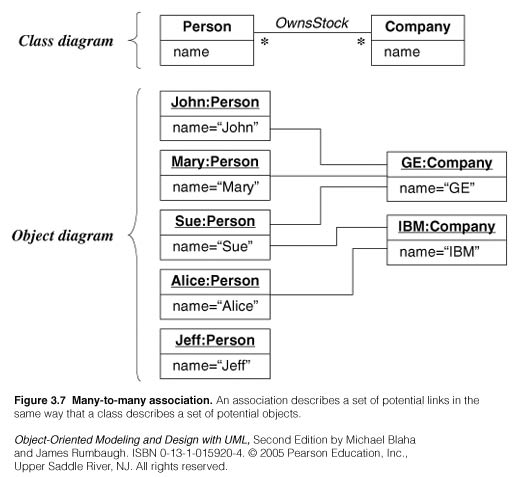 Class diagram
Person
name
OwnsStock
*
*
Company
name
Object diagram
John:Person
name=“John”
Mary:Person
name=“Mary”
Sue:Person
name=“Sue”
Alice:Person
name=“Alice”
Jeff:Person
name=“Jeff”
GE:Company
name=“GE”
IBM:Company
name=“IBM”
Figure 3.7 Many-to-many association. An association describes a set of potential links in the
same way that a class describes a set of potential objects.
Object-Oriented Modeling and Design with UML, Second Edition by Michael Blaha
and James Rumbaugh. ISBN 0-13-1-015920-4. © 2005 Pearson Education, Inc.,
Upper Saddle River, NJ. All rights reserved.